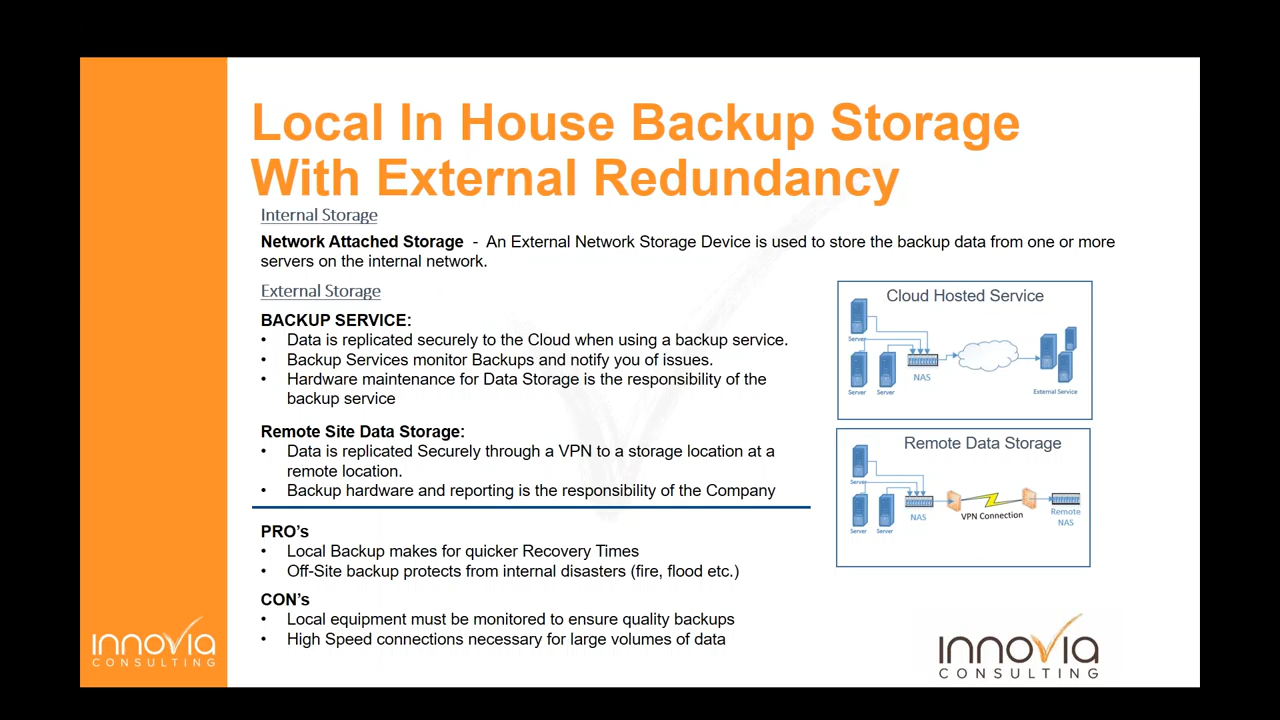 Local In House Backup Storage
With External Redundancy
Internal Storage
Network Attached Storage - An External Network Storage Device is used to store the backup data from one or more
servers on the internal network.
External Storage
BACKUP SERVICE:
• Data is replicated securely to the Cloud when using a backup service.
• Backup Services monitor Backups and notify you of issues.
• Hardware maintenance for Data Storage is the responsibility of the
backup service
Remote Site Data Storage:
• Data is replicated Securely through a VPN to a storage location at a
remote location.
• Backup hardware and reporting is the responsibility of the Company
PRO's
• Local Backup makes for quicker Recovery Times
• Off-Site backup protects from internal disasters (fire, flood etc.)
CON's
• Local equipment must be monitored to ensure quality backups
• High Speed connections necessary for large volumes of data
Cloud Hosted Service
Server
NAS
Server
Server
External Service
Remote Data Storage
Server
NAS
VPN Connection
Remote
NAS
Server
Server
innovia
CONSULTING
innovia
CONSULTING